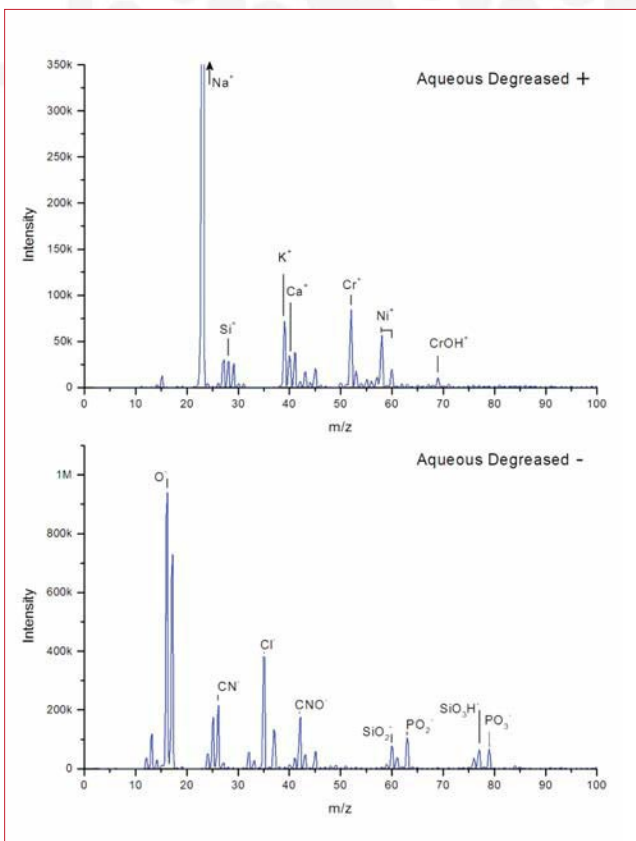 Aqueous Degreased +
350k
300k
250k
200k
150k
100k
50k
0
Intensity
Na⁺
Si⁺
K⁺
Ca⁺
Cr⁺
Ni⁺
CrOH⁺
0 10 20 30 40 50 60 70 80 90 100
m/z
Aqueous Degreased -
1M
800k
600k
400k
200k
0
Intensity
O⁻
CN⁻
Cl⁻
CNO⁻
SiO₂⁻
PO₂⁻
SiO₃H⁻
PO₃⁻
0 10 20 30 40 50 60 70 80 90 100
m/z